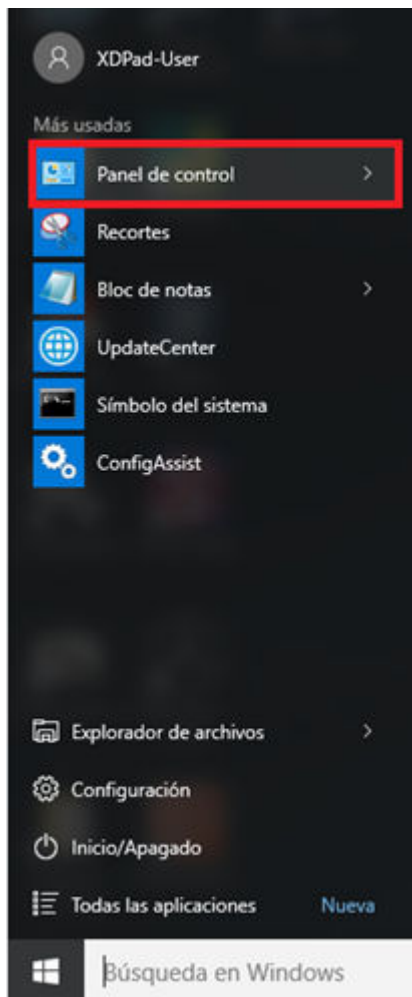 XDPad-User
Más usadas
Panel de control
Recortes
Bloc de notas
UpdateCenter
Símbolo del sistema
ConfigAssist
Explorador de archivos
Configuración
Inicio/Apagado
Todas las aplicaciones Nueva
Búsqueda en Windows